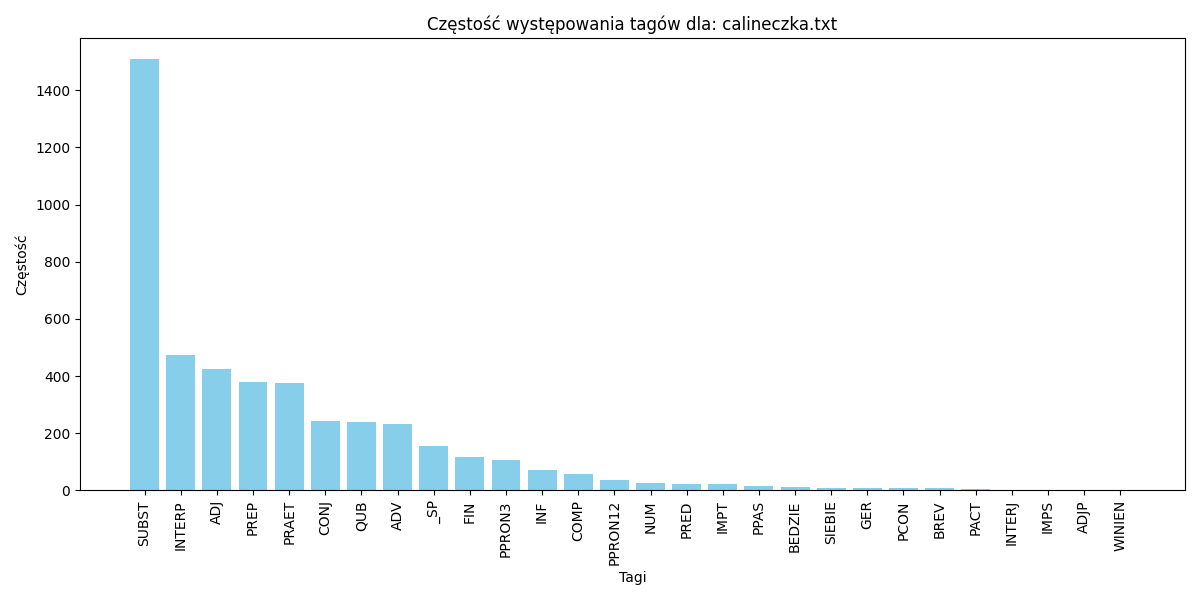 Częstość występowania tagów dla: calineczka.txt
Częstość
1400
1200
1000
800
600
400
200
0
SUBST
INTERP
ADJ
PREP
PRAET
CONJ
QUB
ADV
_SP
FIN
PPRON3
INF
COMP
PPRON12
NUM
PRED
IMPT
PPAS
BEDZIE
SIEBIE
GER
PCON
BREV
PACT
INTERJ
IMPS
ADJP
WINIEN
Tagi